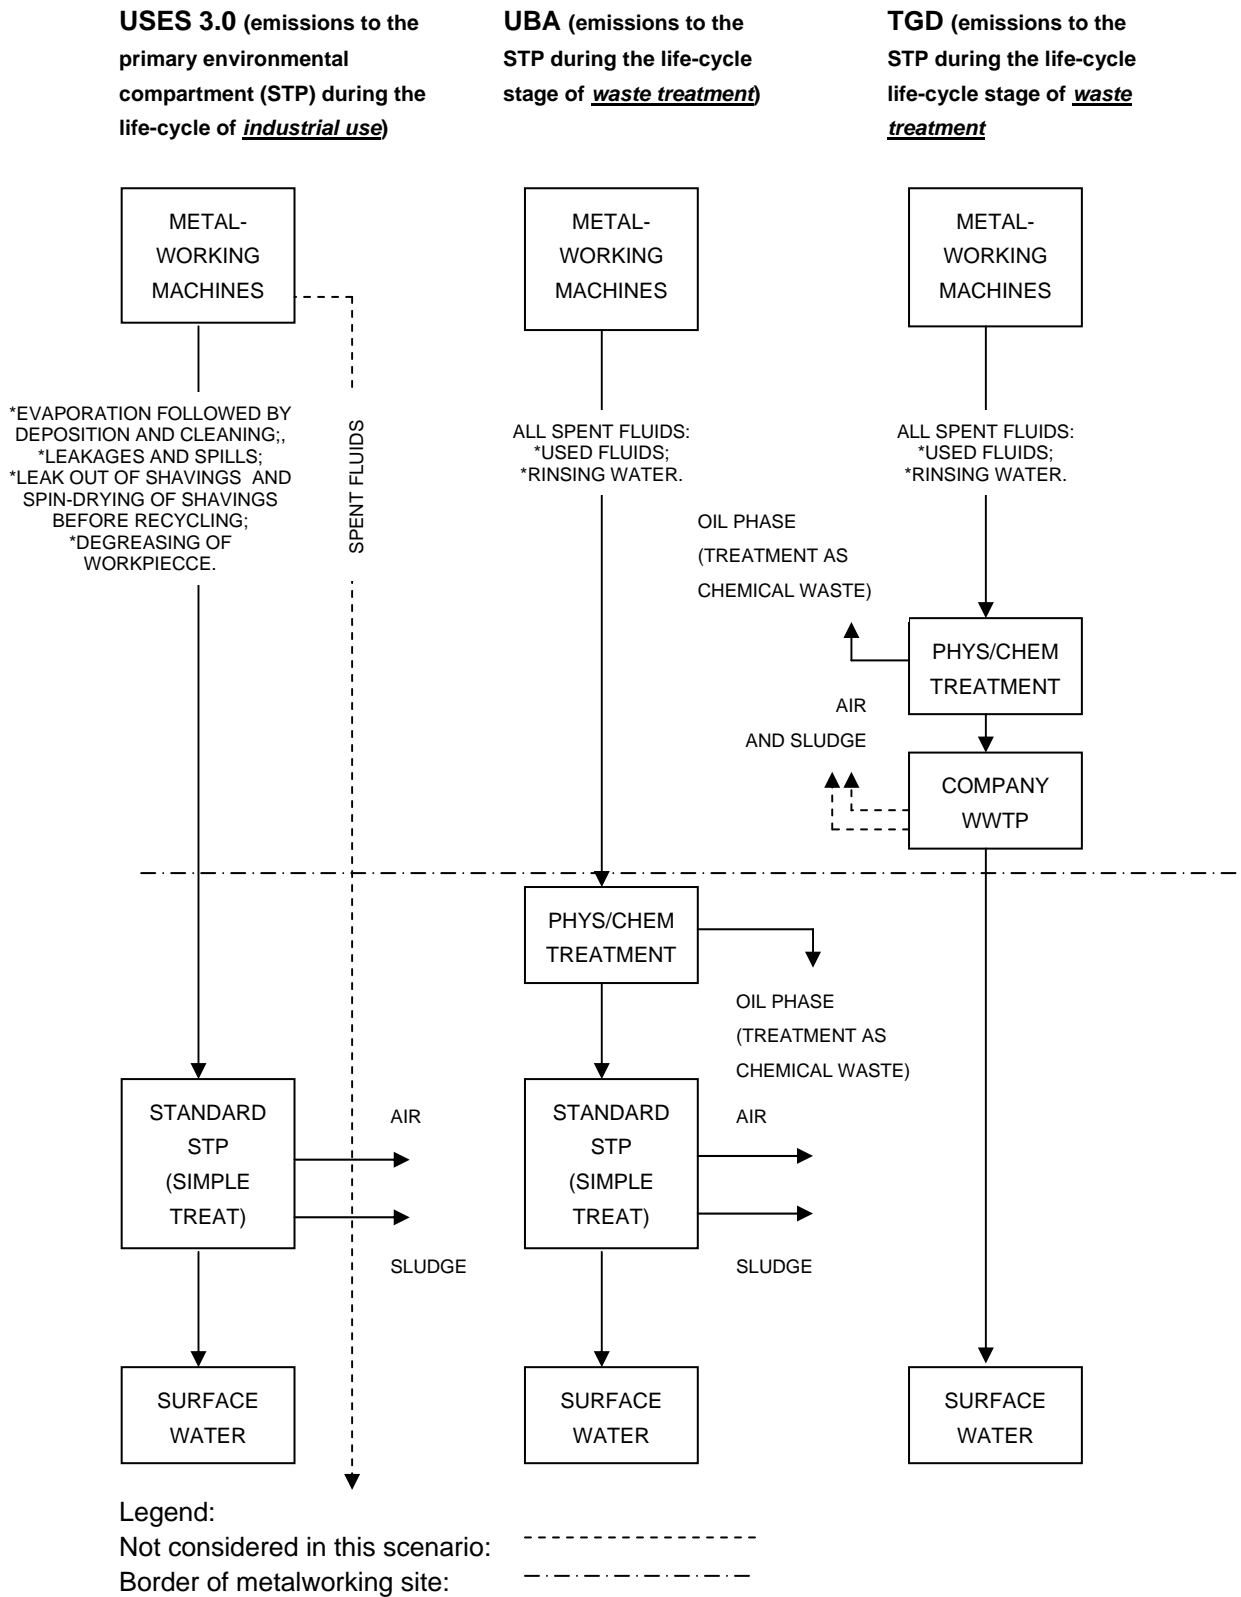 USES 3.0 (emissions to the
primary environmental
compartment (STP) during the
life-cycle of industrial use)
UBA (emissions to the
STP during the life-cycle
stage of waste treatment)
TGD (emissions to the
STP during the life-cycle
life-cycle stage of waste
treatment
METAL-
WORKING
MACHINES
METAL-
WORKING
MACHINES
METAL-
WORKING
MACHINES
*EVAPORATION FOLLOWED BY
DEPOSITION AND CLEANING;,
*LEAKAGES AND SPILLS;
*LEAK OUT OF SHAVINGS AND
SPIN-DRYING OF SHAVINGS
BEFORE RECYCLING;
*DEGREASING OF
WORKPIECCE.
SPENT FLUIDS
ALL SPENT FLUIDS:
*USED FLUIDS;
*RINSING WATER.
ALL SPENT FLUIDS:
*USED FLUIDS;
*RINSING WATER.
OIL PHASE
(TREATMENT AS
CHEMICAL WASTE)
PHYS/CHEM
TREATMENT
AIR
AND SLUDGE
COMPANY
WWTP
PHYS/CHEM
TREATMENT
OIL PHASE
(TREATMENT AS
CHEMICAL WASTE)
STANDARD
STP
(SIMPLE
TREAT)
AIR
SLUDGE
STANDARD
STP
(SIMPLE
TREAT)
AIR
SLUDGE
SURFACE
WATER
SURFACE
WATER
SURFACE
WATER
Legend:
Not considered in this scenario:
Border of metalworking site: